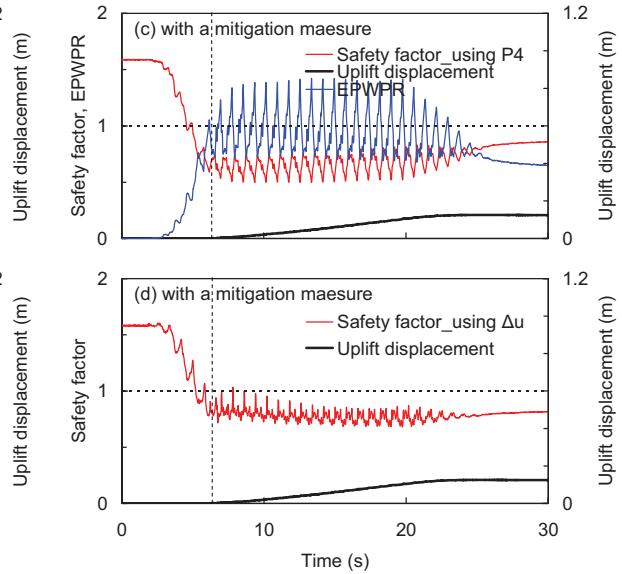 2
2
1.2
(c) with a mitigation maesure
Safety factor_using P4
Uplift displacement
EPWPR
Uplift displacement (m)
Safety factor, EPWPR
1
0
0
Uplift displacement (m)
2
2
1.2
(d) with a mitigation maesure
Safety factor_using Δu
Uplift displacement
Uplift displacement (m)
Safety factor
1
0
0
Uplift displacement (m)
0
10
20
30
Time (s)